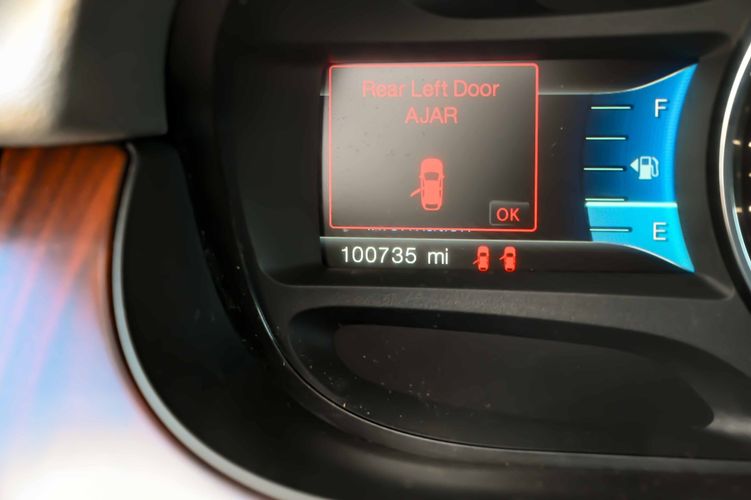 Rear Left Door
AJAR
OK
F
E
100735 mi